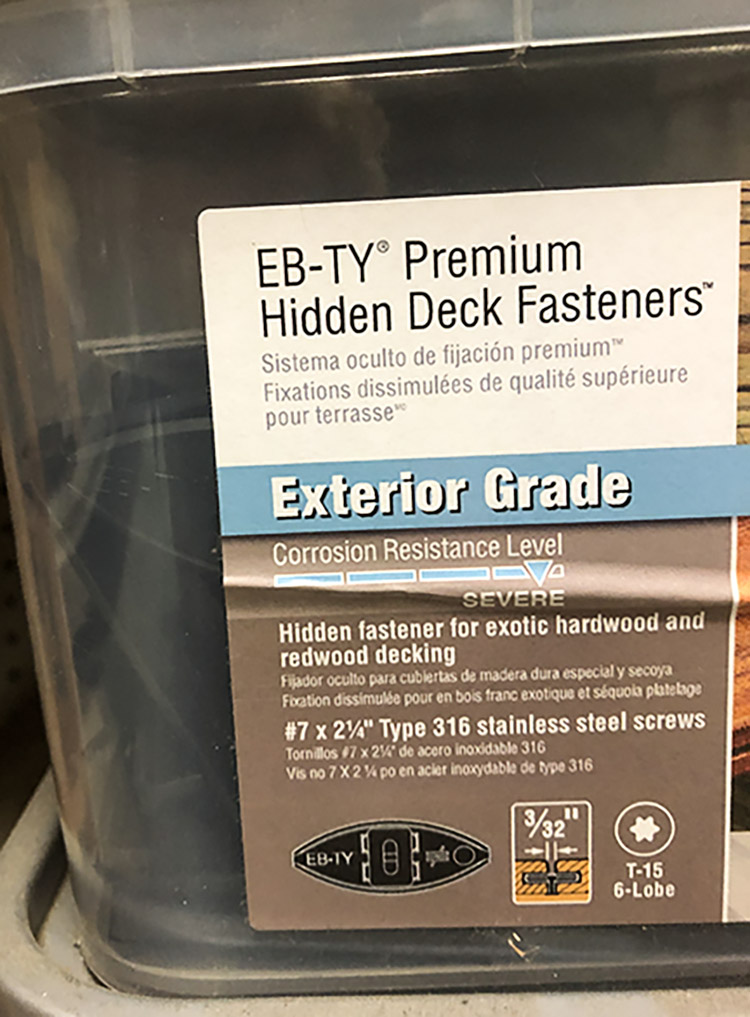 EB-TY® Premium
Hidden Deck Fasteners™
Sistema oculto de fijación premium™
Fixations dissimulées de qualité supérieure
pour terrasse MC
Exterior Grade
Corrosion Resistance Level
SEVERE
Hidden fastener for exotic hardwood and
redwood decking
Fijador oculto para cubiertas de madera dura especial y secoya
Fixation dissimulée pour en bois franc exotique et séquoia platelage
#7 x 2¼" Type 316 stainless steel screws
Tornillos #7 x 2¼" de acero inoxidable 316
Vis no 7 X 2 ¼ po en acier inoxydable de type 316
EB-TY
3/32"
T-15
6-Lobe